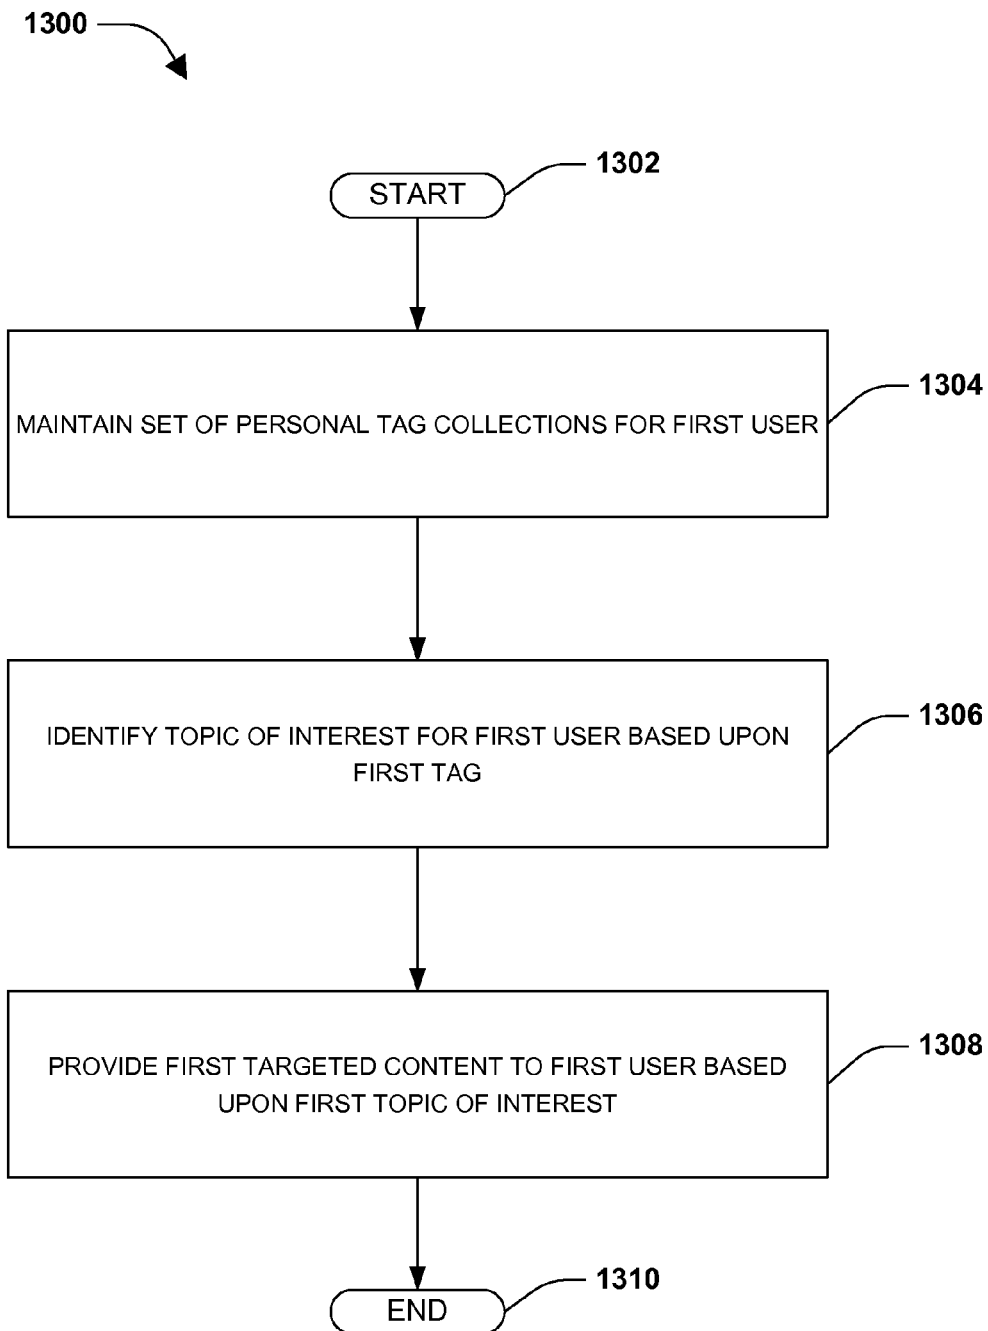 1300
1302
START
1304
MAINTAIN SET OF PERSONAL TAG COLLECTIONS FOR FIRST USER
1306
IDENTIFY TOPIC OF INTEREST FOR FIRST USER BASED UPON
FIRST TAG
1308
PROVIDE FIRST TARGETED CONTENT TO FIRST USER BASED
UPON FIRST TOPIC OF INTEREST
1310
END